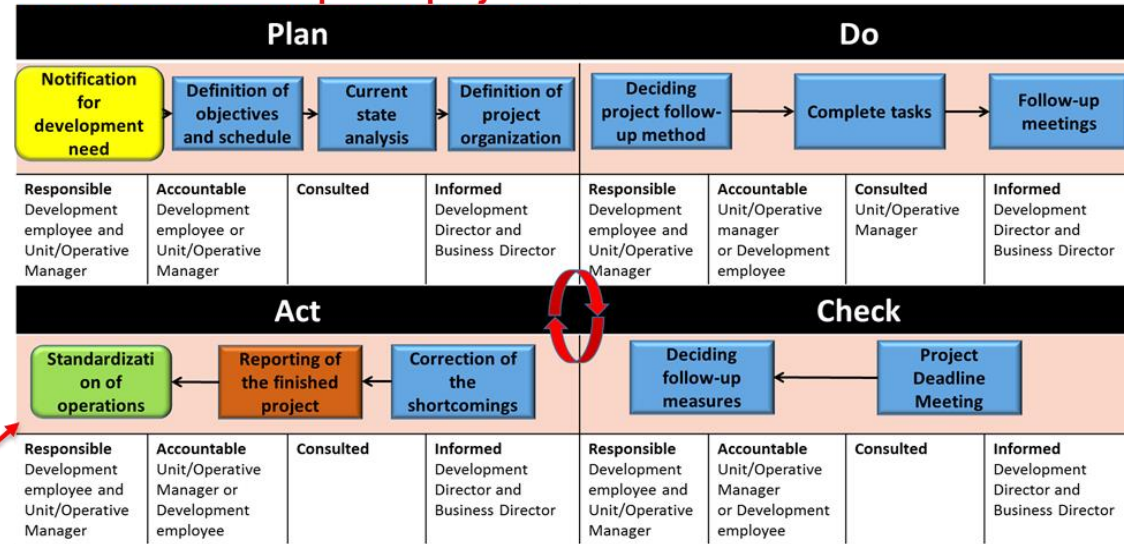 Plan
Do
Notification
for
development
need
Definition of
objectives
and schedule
Current
state
analysis
Definition of
project
organization
Deciding
project follow-
up method
Complete tasks
Follow-up
meetings
Responsible
Development
employee and
Unit/Operative
Manager
Accountable
Development
employee or
Unit/Operative
Manager
Consulted
Informed
Development
Director and
Business Director
Responsible
Development
employee and
Unit/Operative
Manager
Accountable
Unit/Operative
manager
or Development
employee
Consulted
Unit/Operative
Manager
Informed
Development
Director and
Business Director
Act
Check
Standardizati
on of
operations
Reporting of
the finished
project
Correction of
the
shortcomings
Deciding
follow-up
measures
Project
Deadline
Meeting
Responsible
Development
employee and
Unit/Operative
Manager
Accountable
Unit/Operative
Manager or
Development
employee
Consulted
Informed
Development
Director and
Business Director
Responsible
Development
employee and
Unit/Operative
Manager
Accountable
Unit/Operative
Manager
or Development
employee
Consulted
Informed
Development
Director and
Business Director